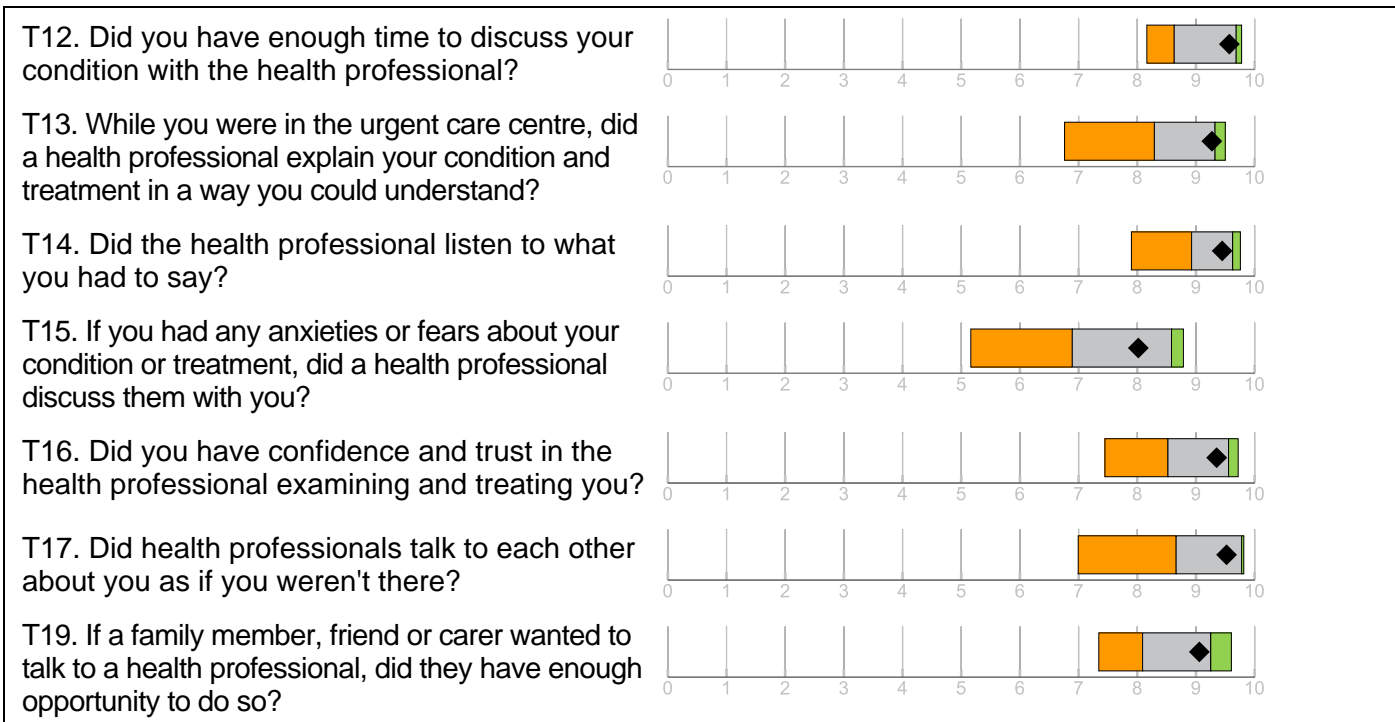 T12. Did you have enough time to discuss your
condition with the health professional?
0 1 2 3 4 5 6 7 8 9 10
T13. While you were in the urgent care centre, did
a health professional explain your condition and
treatment in a way you could understand?
0 1 2 3 4 5 6 7 8 9 10
T14. Did the health professional listen to what
you had to say?
0 1 2 3 4 5 6 7 8 9 10
T15. If you had any anxieties or fears about your
condition or treatment, did a health professional
discuss them with you?
0 1 2 3 4 5 6 7 8 9 10
T16. Did you have confidence and trust in the
health professional examining and treating you?
0 1 2 3 4 5 6 7 8 9 10
T17. Did health professionals talk to each other
about you as if you weren't there?
0 1 2 3 4 5 6 7 8 9 10
T19. If a family member, friend or carer wanted to
talk to a health professional, did they have enough
opportunity to do so?
0 1 2 3 4 5 6 7 8 9 10